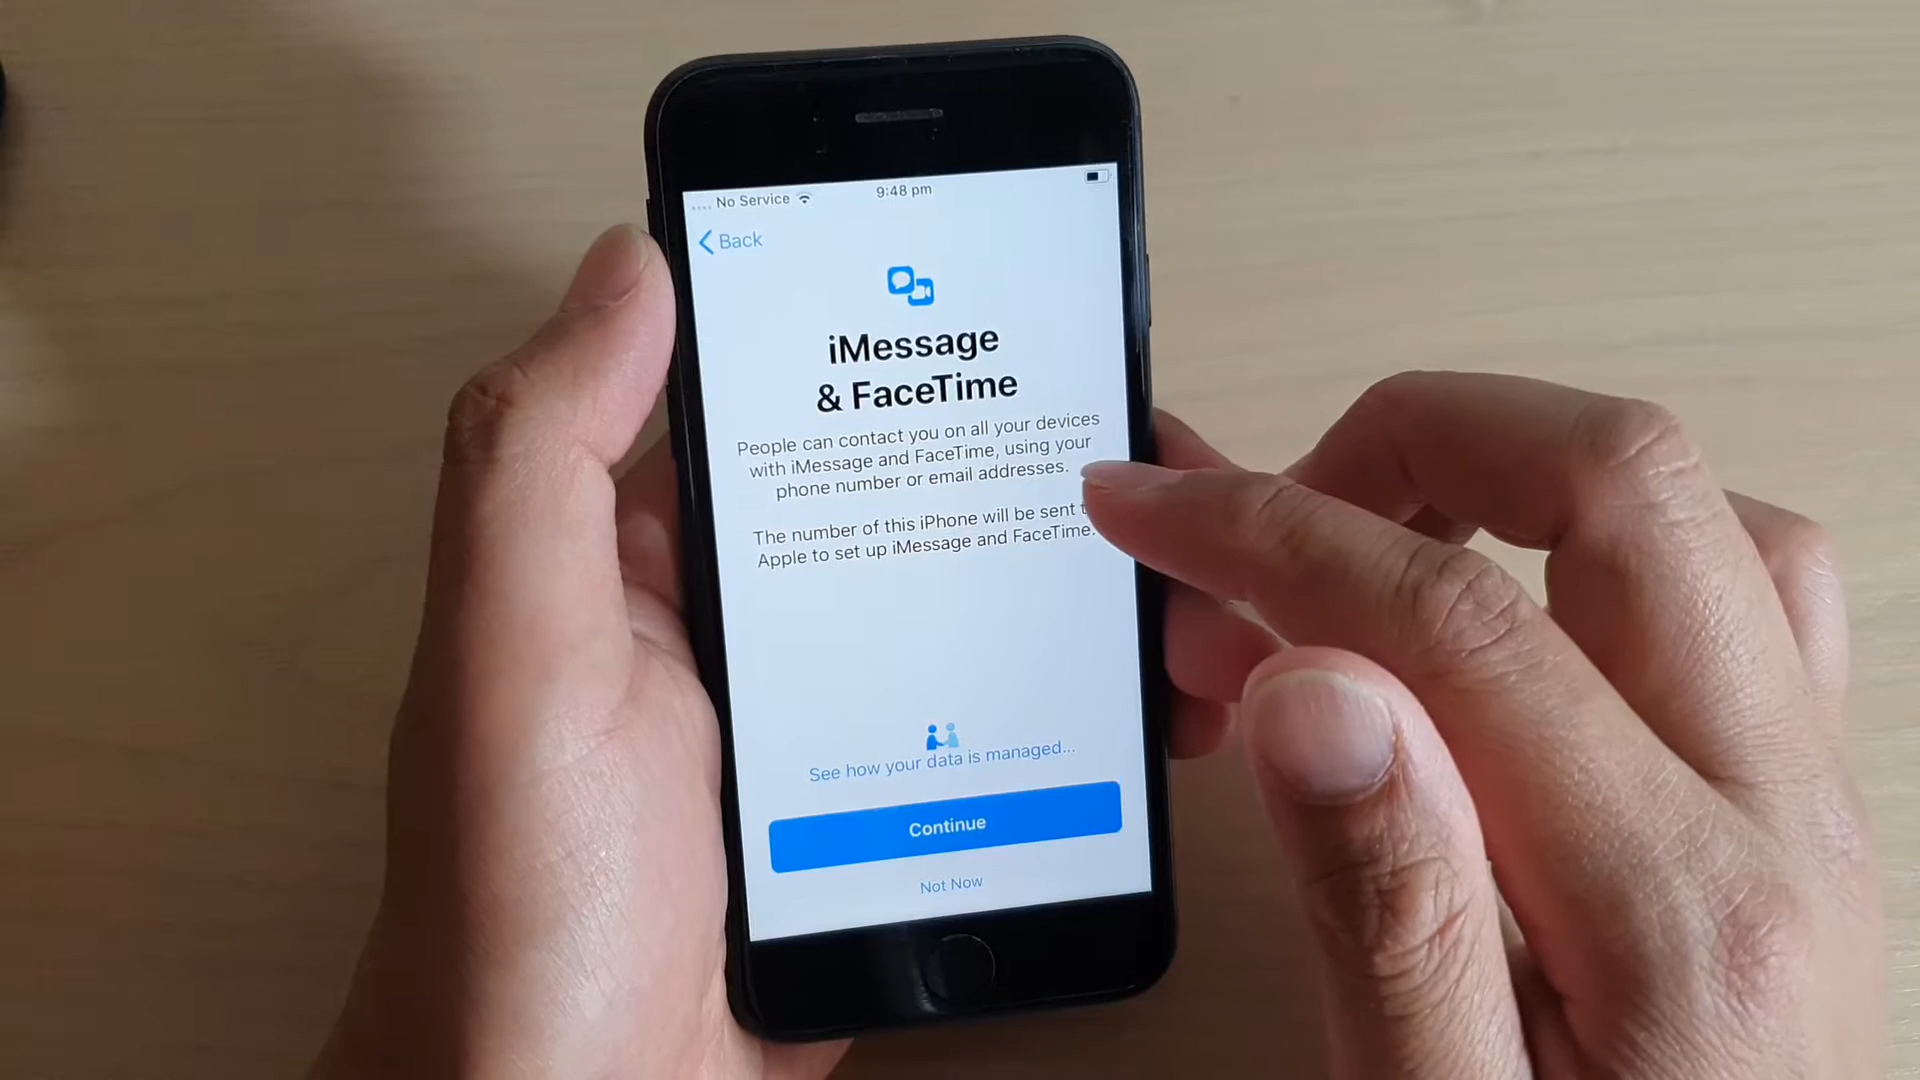 No Service
9:48 pm
Back
iMessage
& FaceTime
People can contact you on all your devices
with iMessage and FaceTime, using your
phone number or email addresses.
The number of this iPhone will be sent
Apple to set up iMessage and FaceTime.
See how your data is managed...
Continue
Not Now